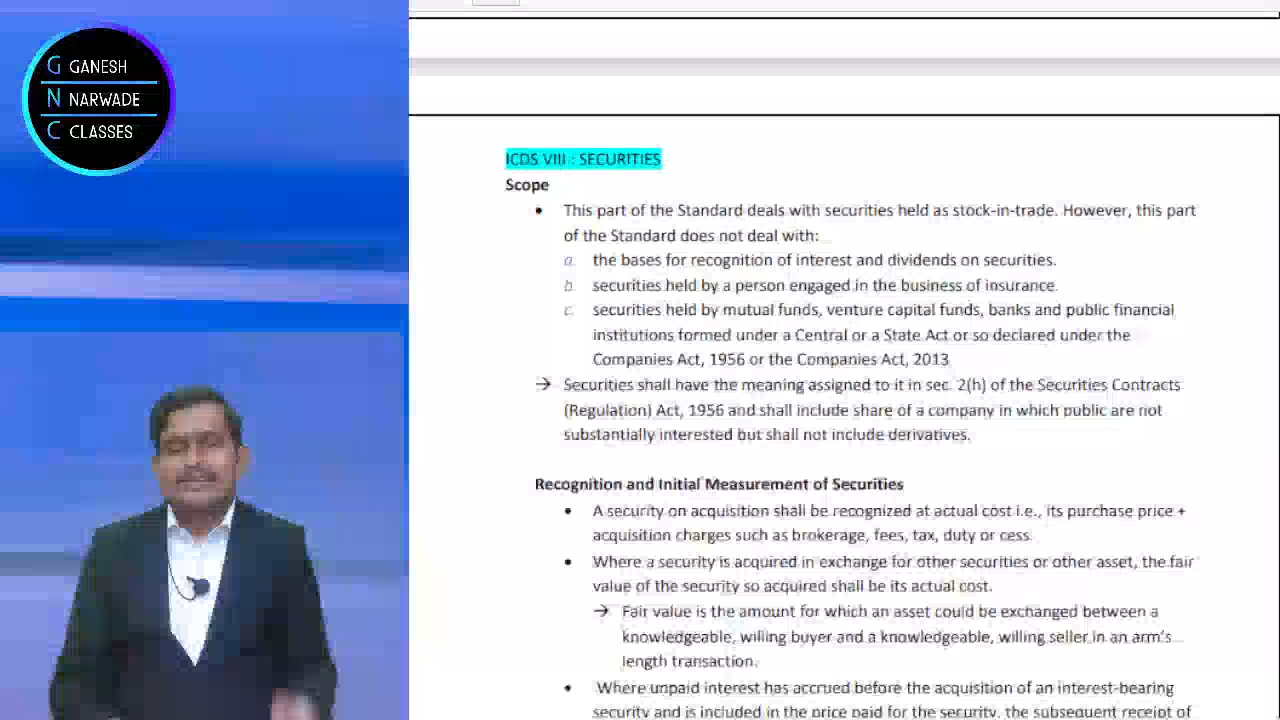 G GANESH
N NARWADE
C CLASSES
ICDS VIII : SECURITIES
Scope
• This part of the Standard deals with securities held as stock-in-trade. However, this part
of the Standard does not deal with:
a. the bases for recognition of interest and dividends on securities.
b. securities held by a person engaged in the business of insurance.
c. securities held by mutual funds, venture capital funds, banks and public financial
institutions formed under a Central or a State Act or so declared under the
Companies Act, 1956 or the Companies Act, 2013
→ Securities shall have the meaning assigned to it in sec. 2(h) of the Securities Contracts
(Regulation) Act, 1956 and shall include share of a company in which public are not
substantially interested but shall not include derivatives.
Recognition and Initial Measurement of Securities
• A security on acquisition shall be recognized at actual cost i.e., its purchase price +
acquisition charges such as brokerage, fees, tax, duty or cess.
• Where a security is acquired in exchange for other securities or other asset, the fair
value of the security so acquired shall be its actual cost.
→ Fair value is the amount for which an asset could be exchanged between a
knowledgeable, willing buyer and a knowledgeable, willing seller in an arm's
length transaction.
• Where unpaid interest has accrued before the acquisition of an interest-bearing
security and is included in the price paid for the security, the subsequent receipt of